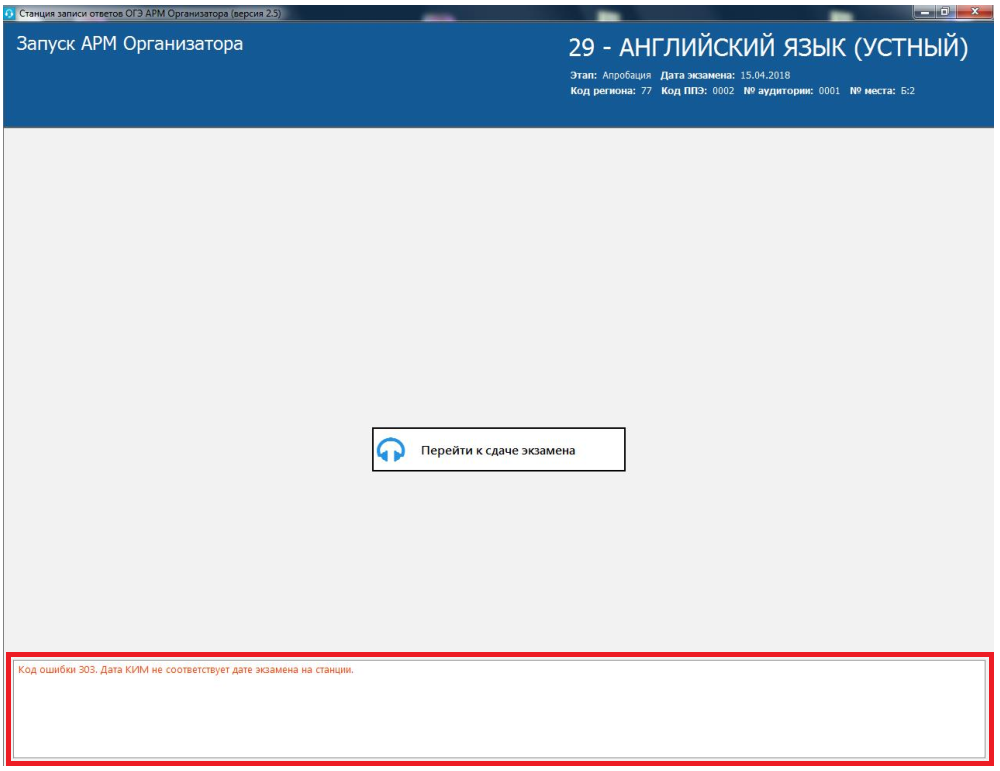 Станция записи ответов ОГЭ АРМ Организатора (версия 2.5)
Запуск АРМ Организатора
29 - АНГЛИЙСКИЙ ЯЗЫК (УСТНЫЙ)
Этап: Апробация Дата экзамена: 15.04.2018
Код региона: 77 Код ППЭ: 0002 № аудитории: 0001 № места: Б:2
Перейти к сдаче экзамена
Код ошибки 303. Дата КИМ не соответствует дате экзамена на станции.